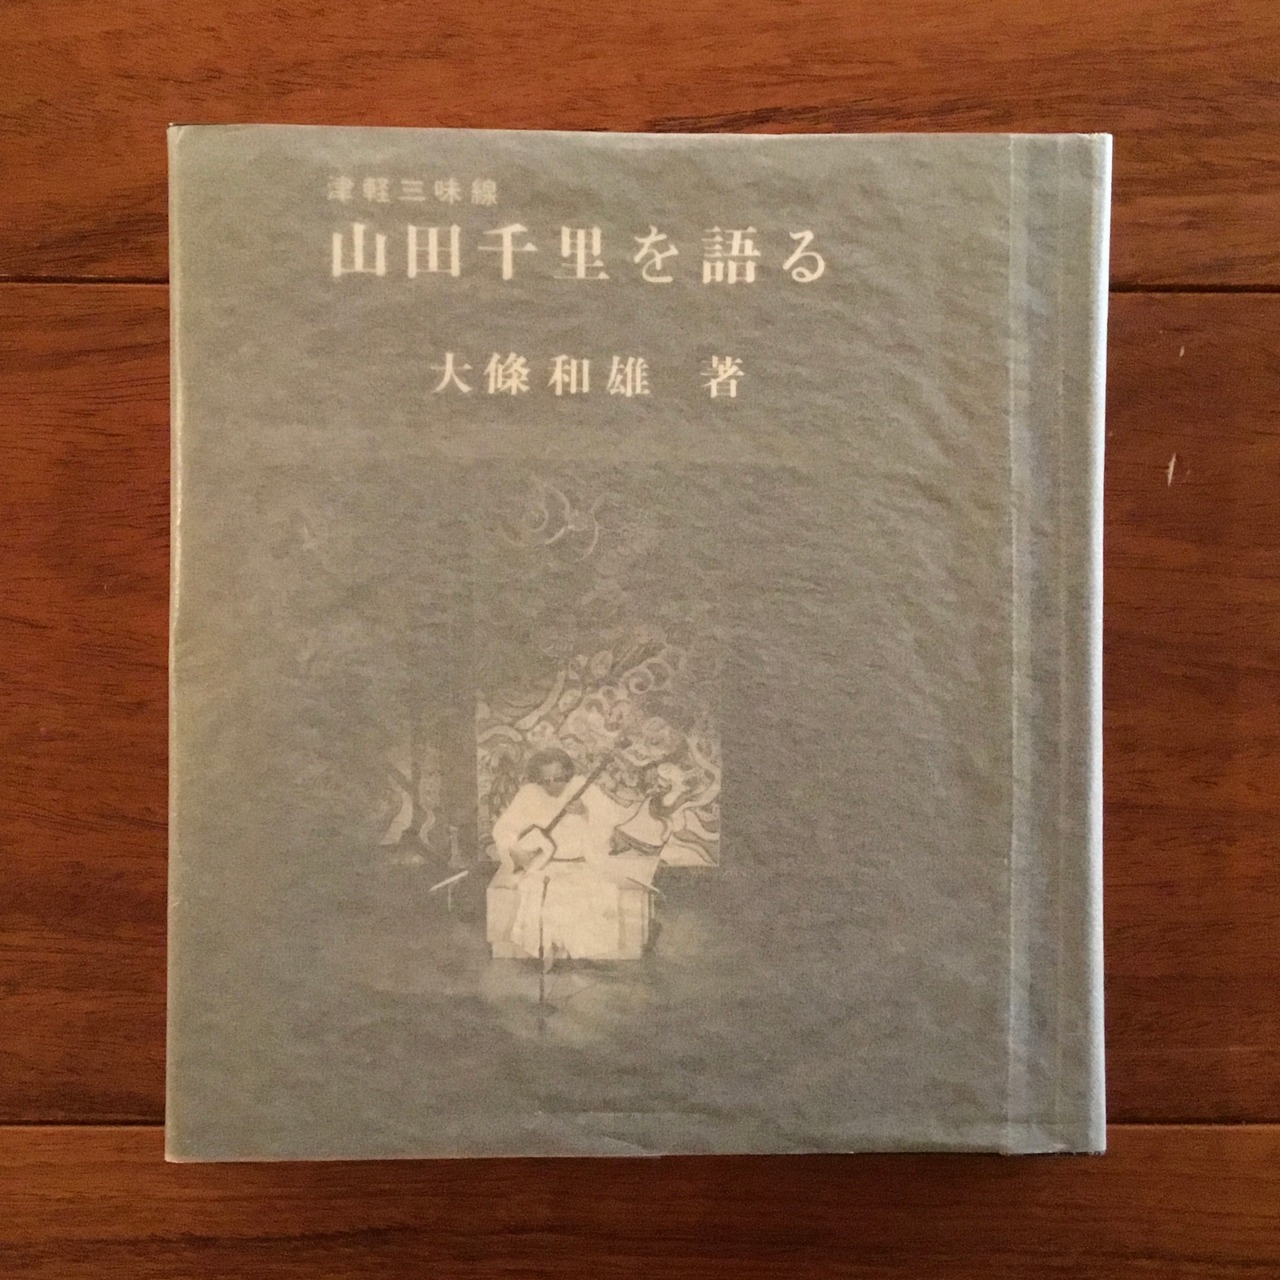 津軽三味線
山田千里を語る
大條和雄 著